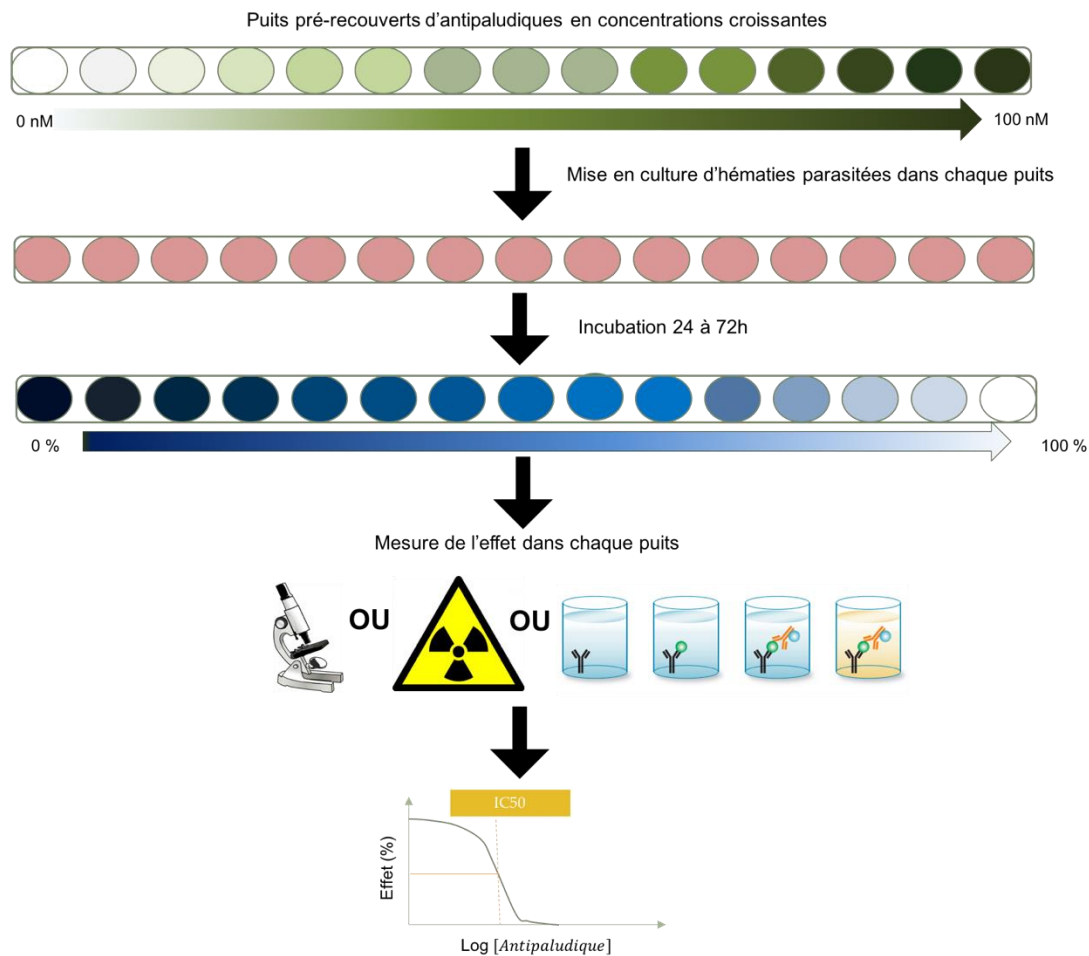 Puits pré-recouverts d’antipaludiques en concentrations croissantes
0 nM
100 nM
Mise en culture d’hématies parasitées dans chaque puits
Incubation 24 à 72h
0 %
100 %
Mesure de l’effet dans chaque puits
OU
OU
IC50
Effet (%)
Log [Antipaludique]